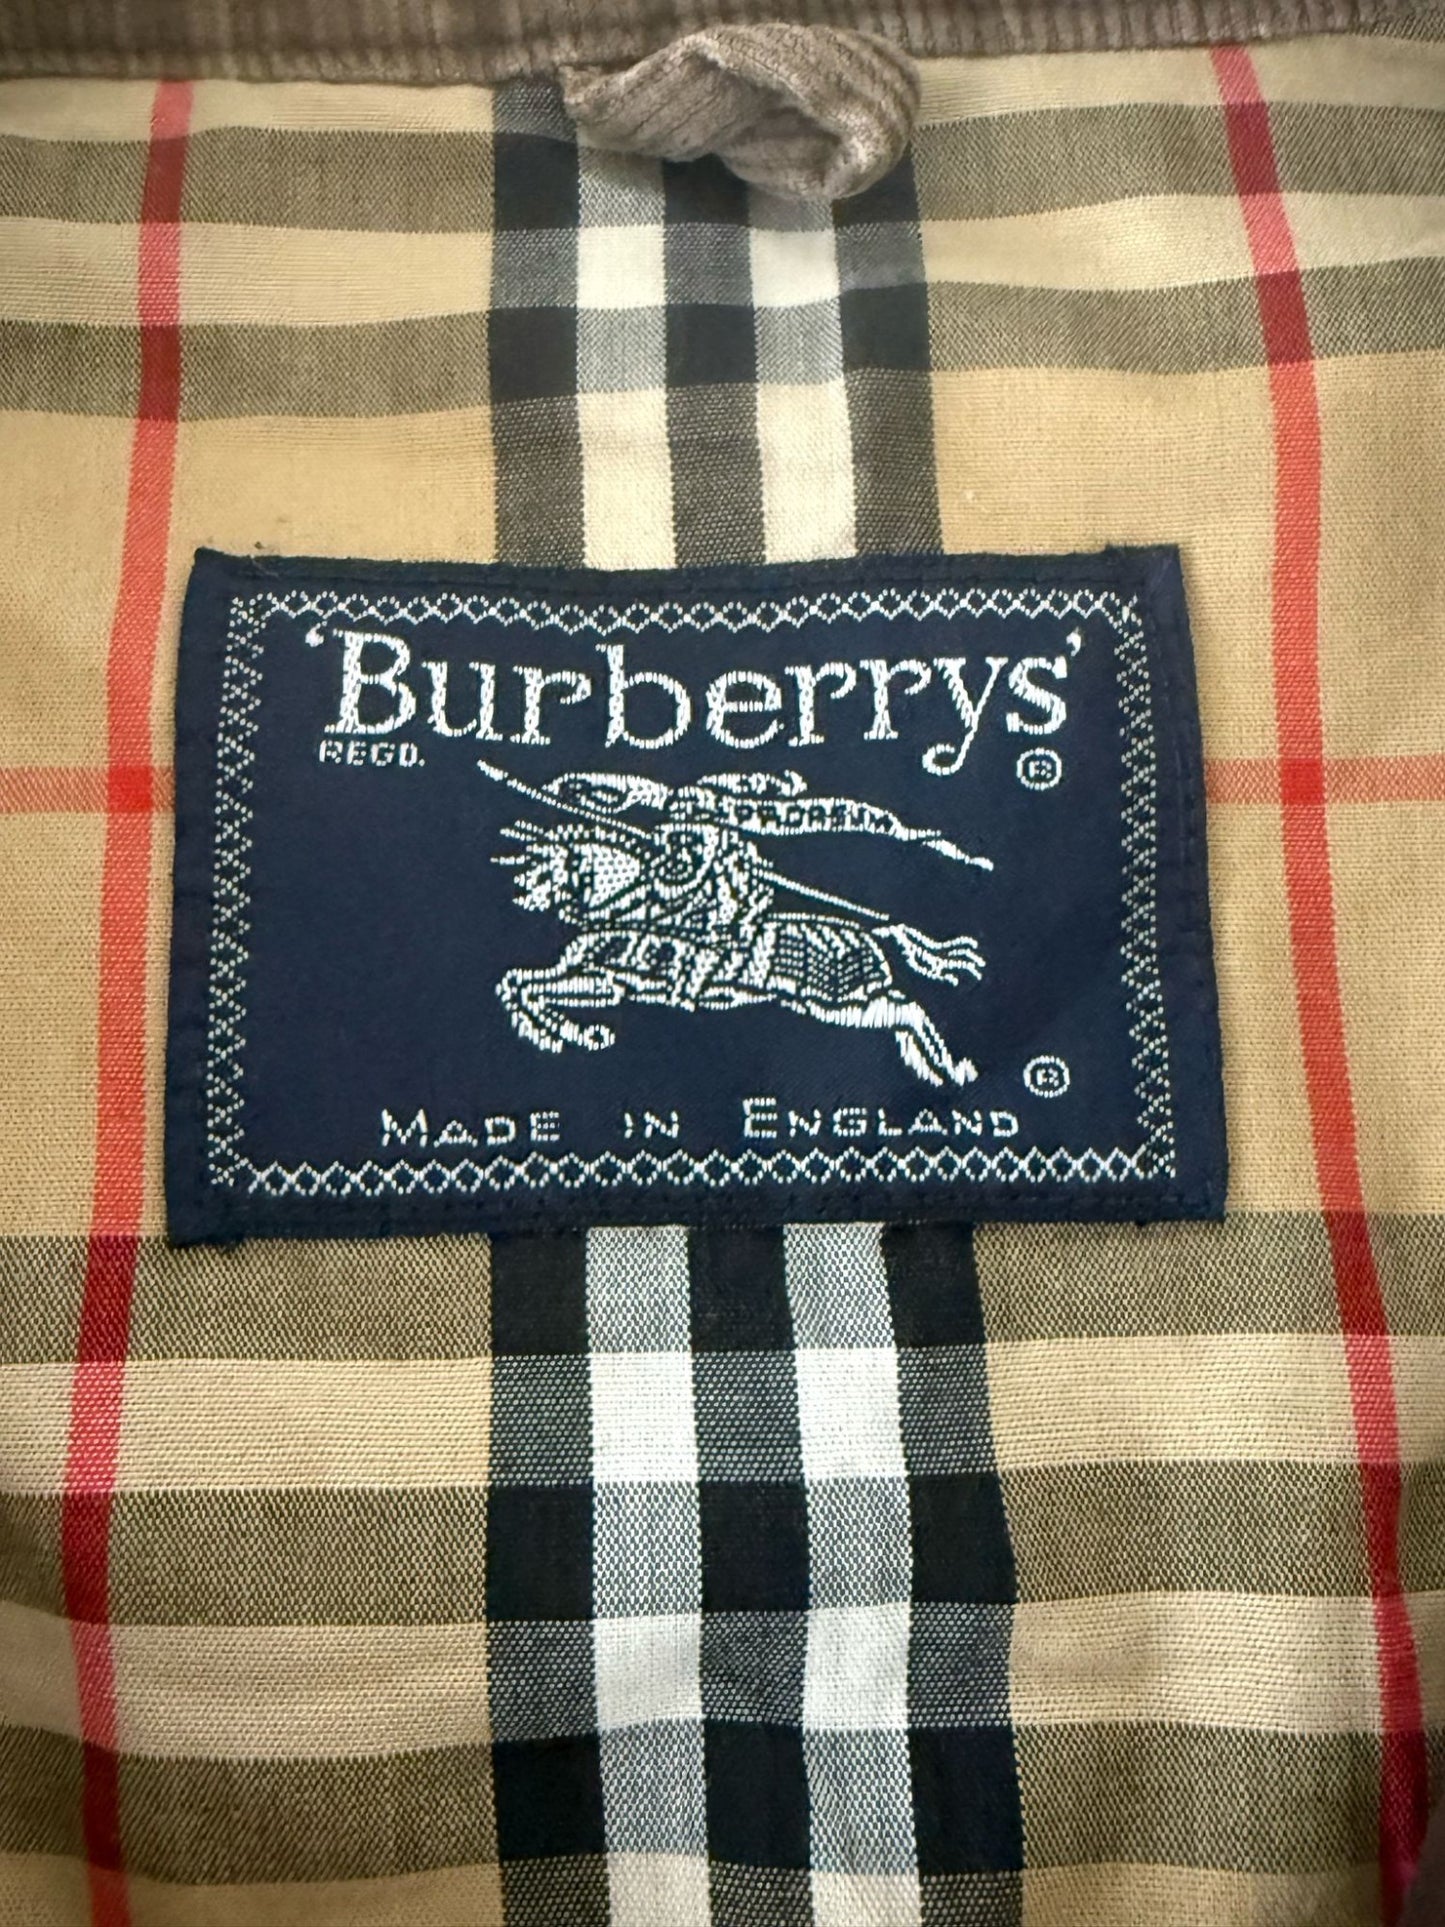 'Burberrys'
REGD. ®
PRORSUM
®
MADE IN ENGLAND